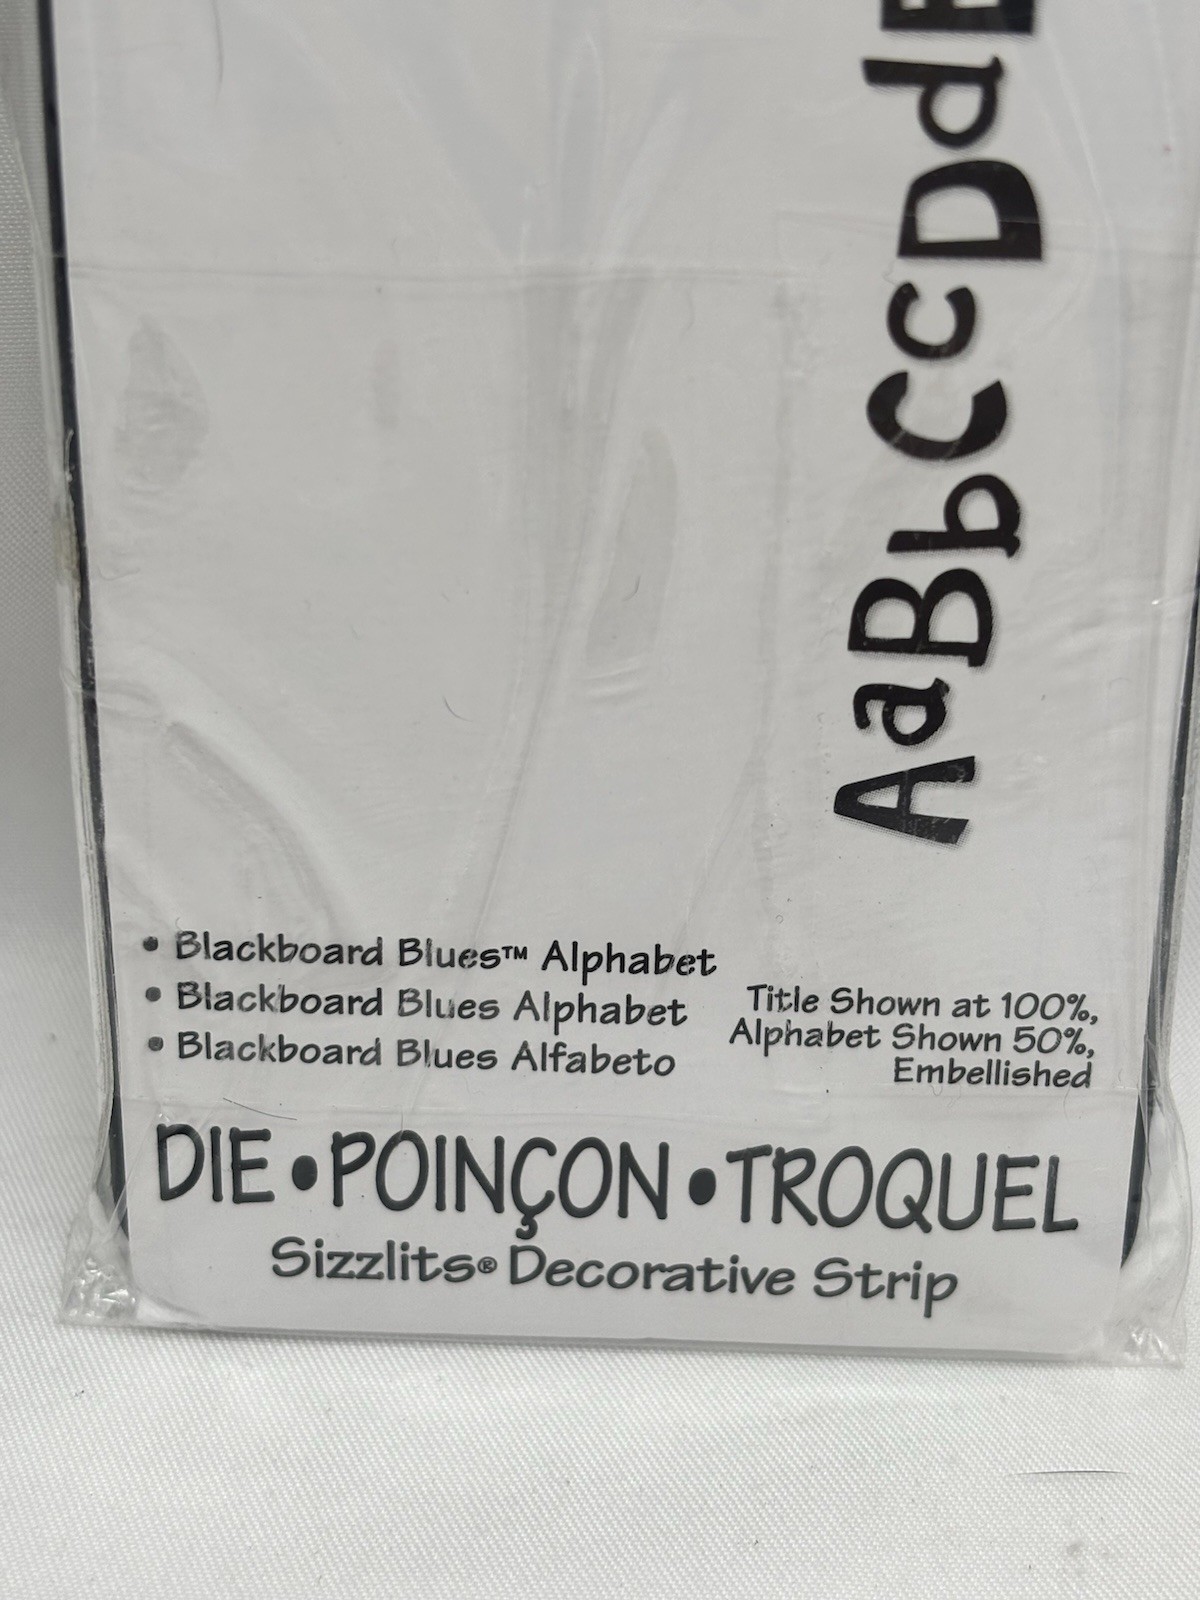 AaBbCcDdE
• Blackboard Blues™ Alphabet
• Blackboard Blues Alphabet
• Blackboard Blues Alfabeto
Title Shown at 100%,
Alphabet Shown 50%,
Embellished
DIE • POINÇON • TROQUEL
Sizzlits® Decorative Strip